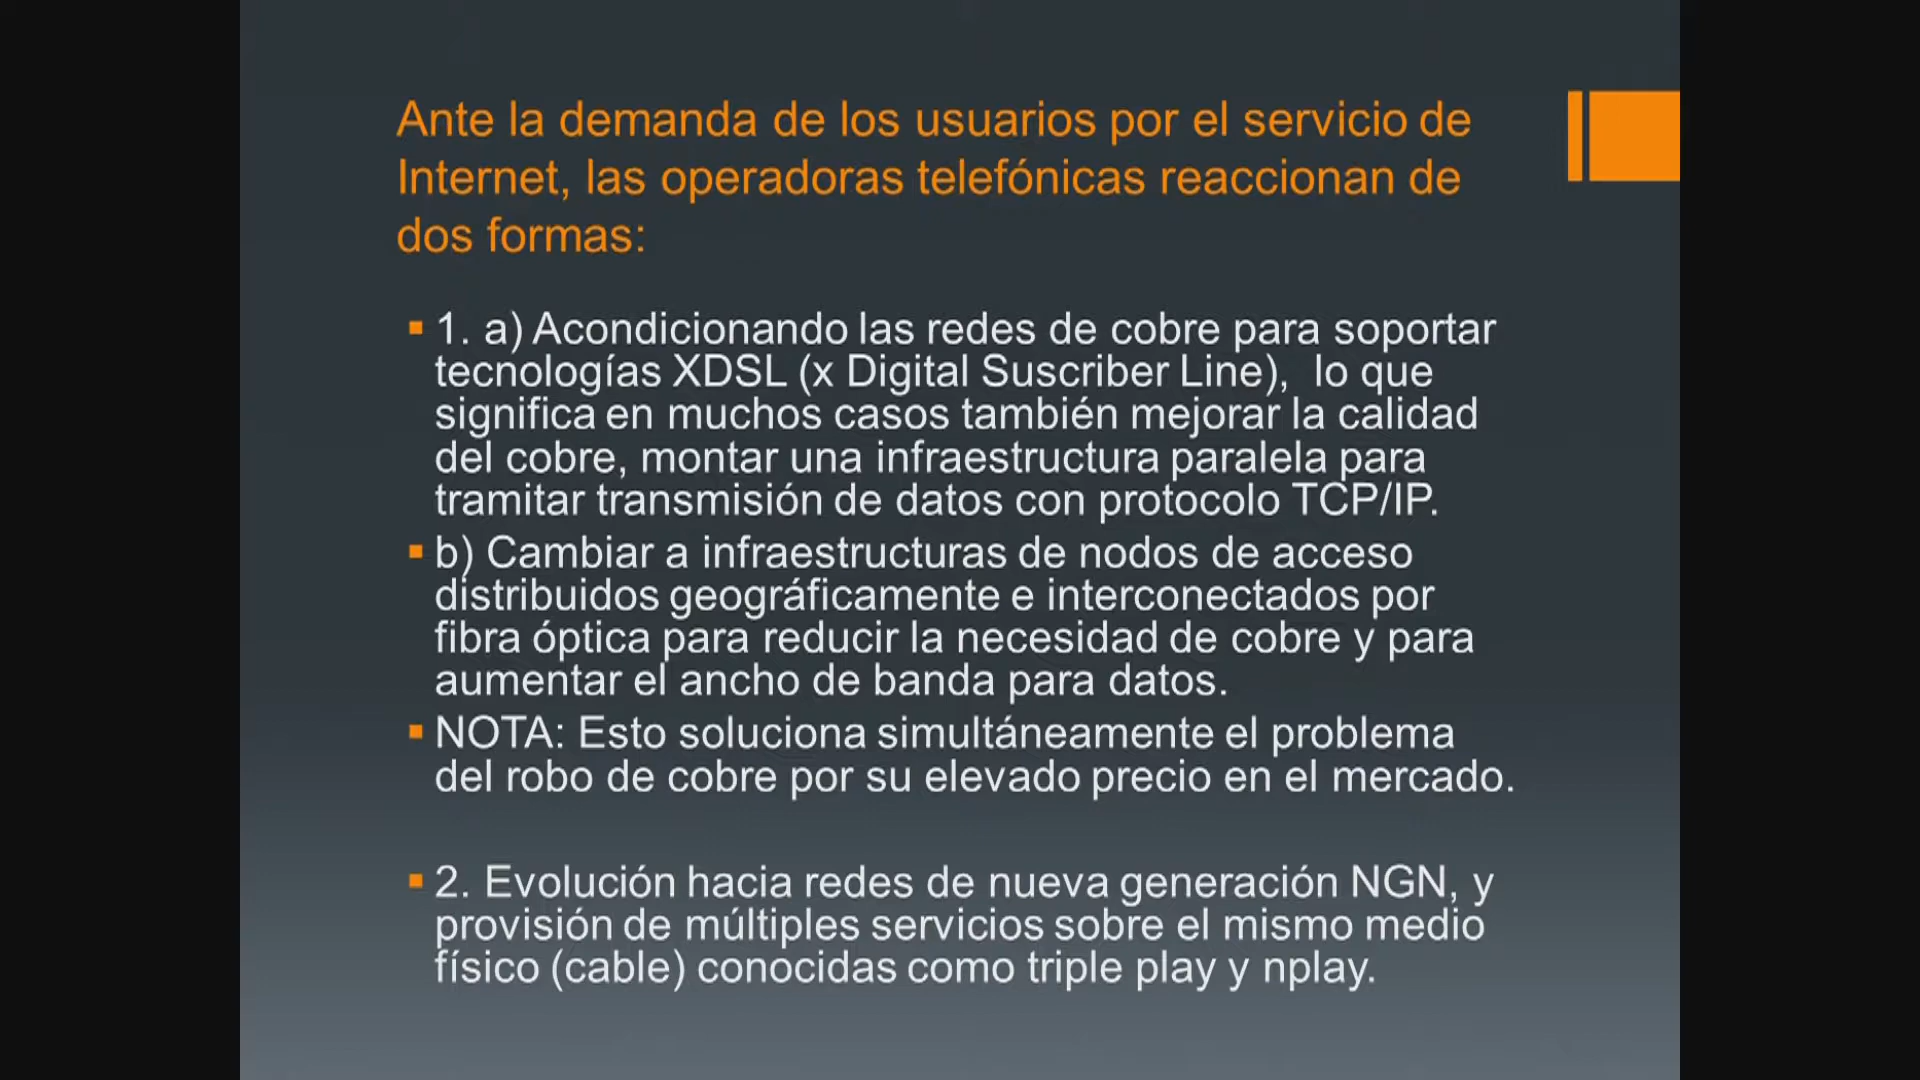 Ante la demanda de los usuarios por el servicio de
Internet, las operadoras telefónicas reaccionan de
dos formas:
1. a) Acondicionando las redes de cobre para soportar
tecnologías XDSL (x Digital Suscriber Line), lo que
significa en muchos casos también mejorar la calidad
del cobre, montar una infraestructura paralela para
tramitar transmisión de datos con protocolo TCP/IP.
b) Cambiar a infraestructuras de nodos de acceso
distribuidos geográficamente e interconectados por
fibra óptica para reducir la necesidad de cobre y para
aumentar el ancho de banda para datos.
NOTA: Esto soluciona simultáneamente el problema
del robo de cobre por su elevado precio en el mercado.
2. Evolución hacia redes de nueva generación NGN, y
provisión de múltiples servicios sobre el mismo medio
físico (cable) conocidas como triple play y nplay.